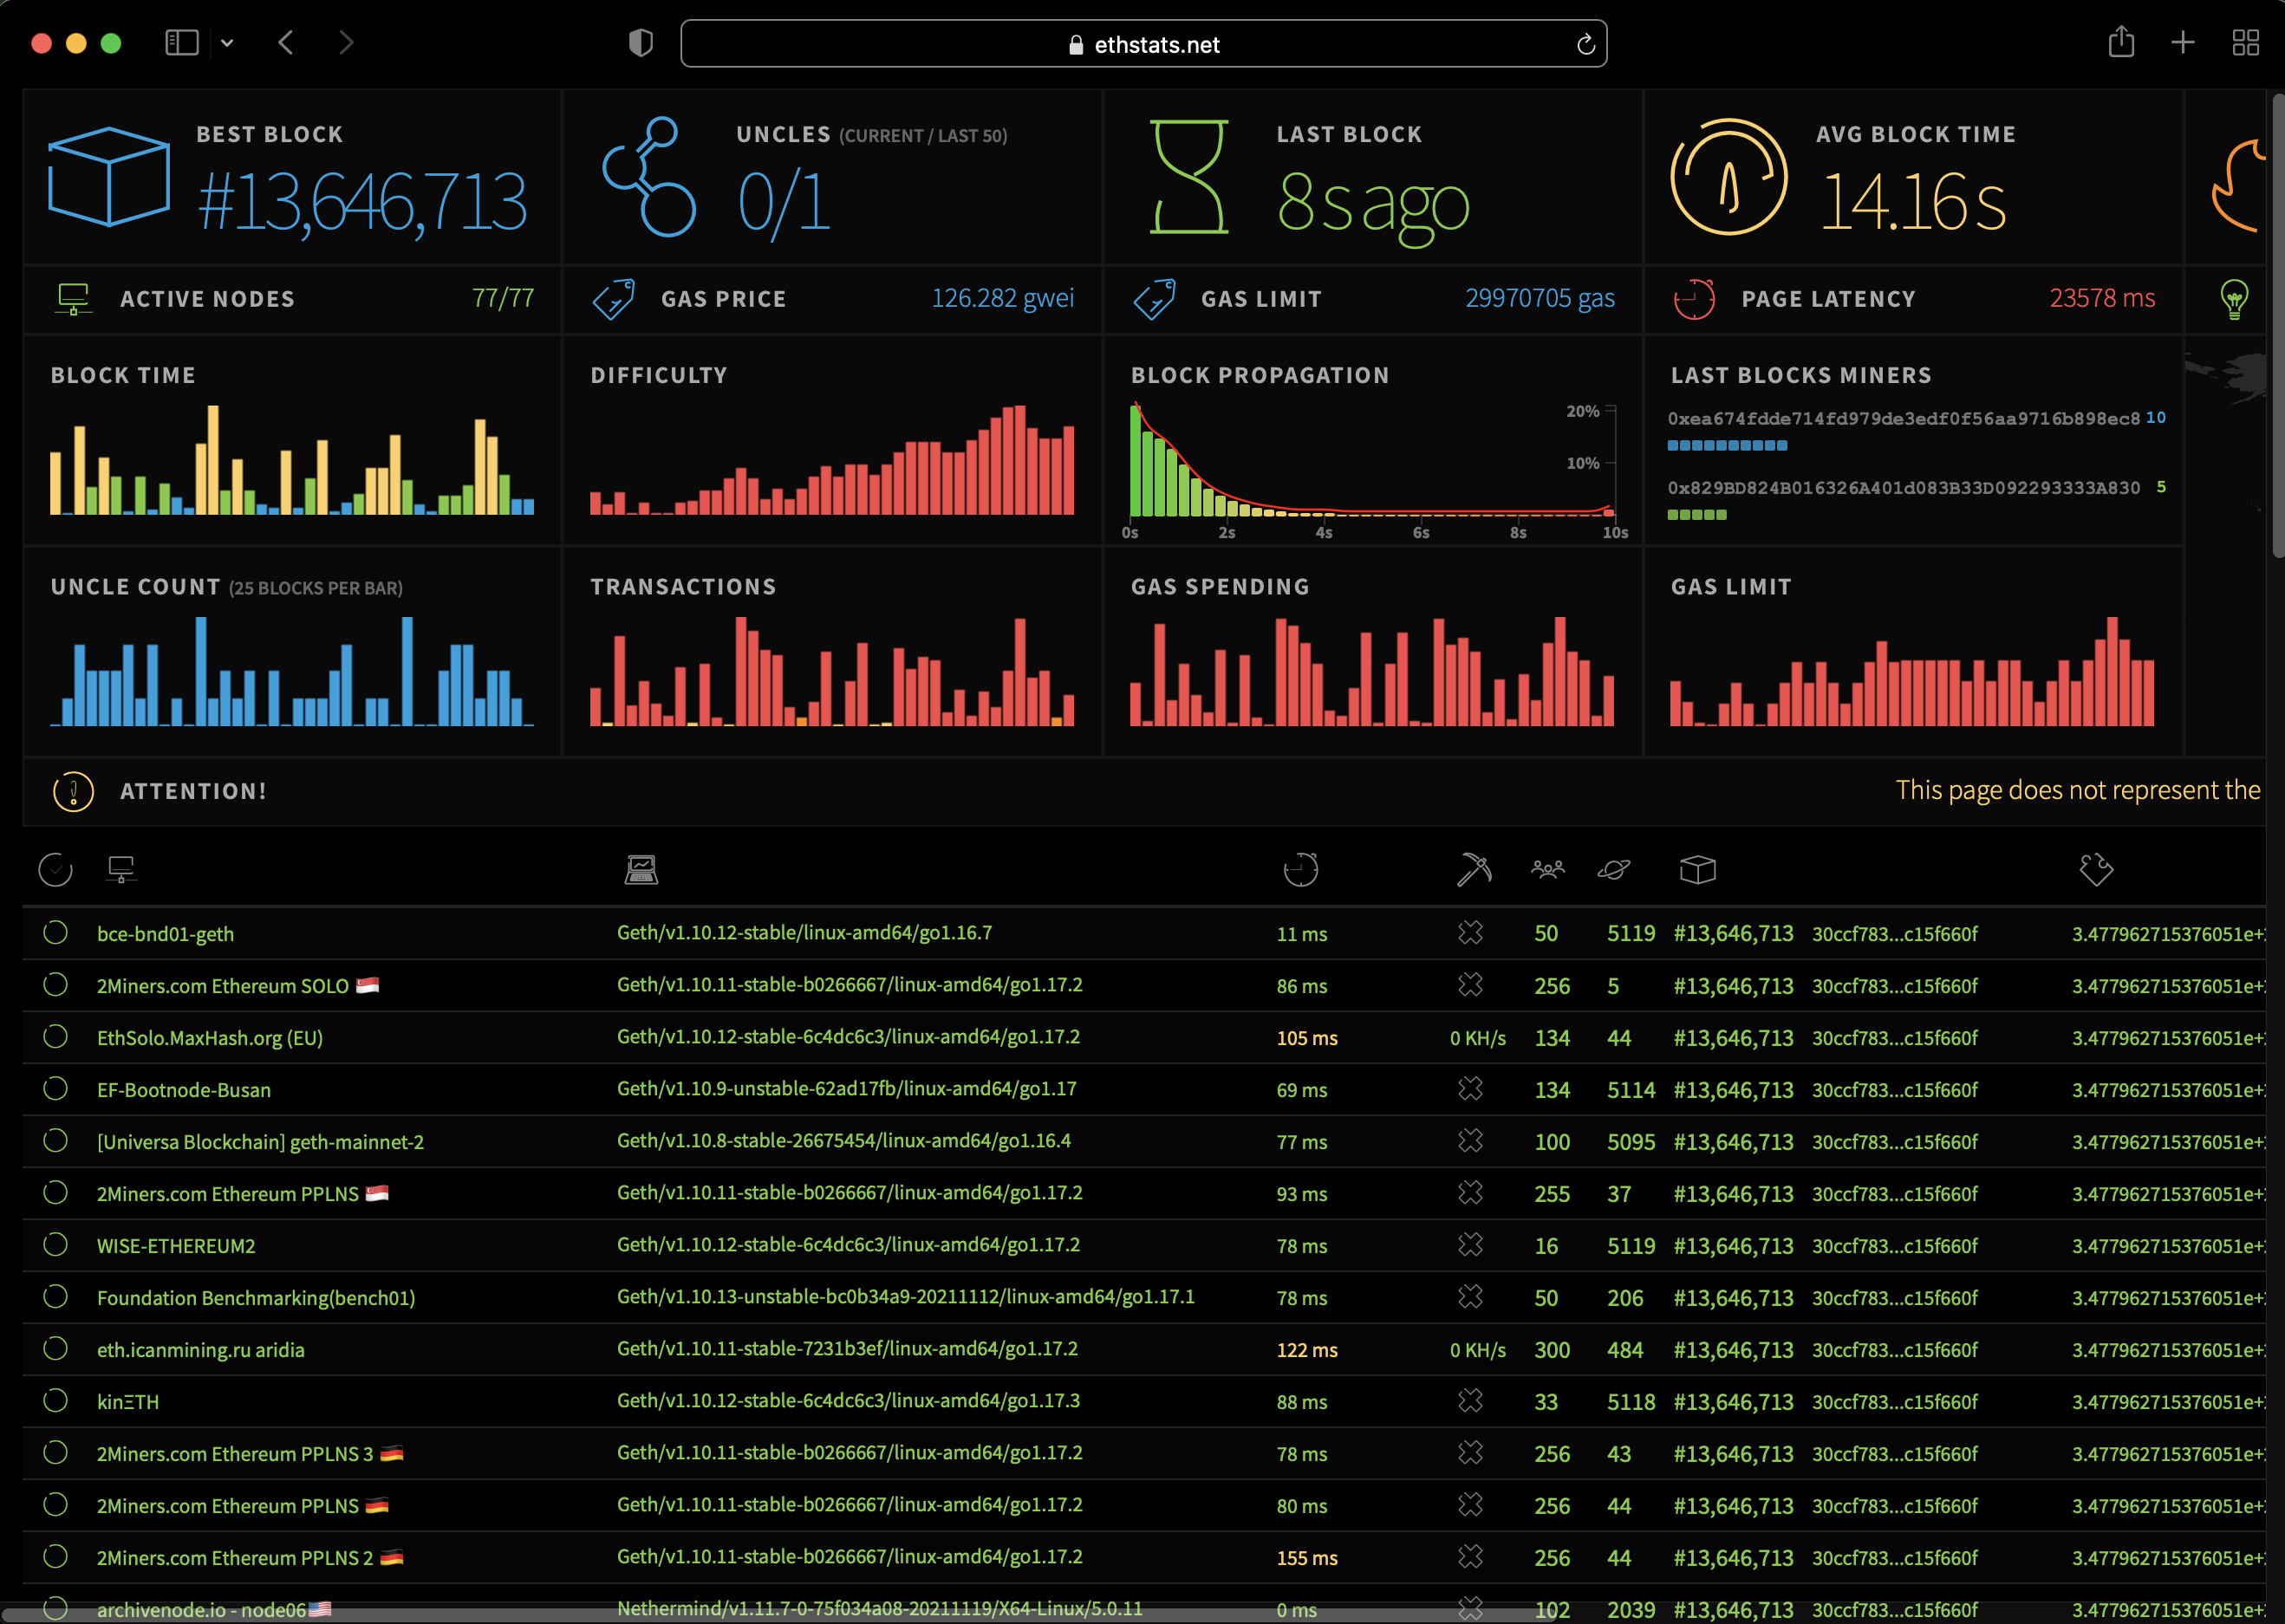 ethstats.net
BEST BLOCK
#13,646,713
UNCLES (CURRENT / LAST 50)
0/1
LAST BLOCK
8 s ago
AVG BLOCK TIME
14.16 s
ACTIVE NODES 77/77
GAS PRICE 126.282 gwei
GAS LIMIT 29970705 gas
PAGE LATENCY 23578 ms
BLOCK TIME
DIFFICULTY
BLOCK PROPAGATION
20%
10%
0s 2s 4s 6s 8s 10s
LAST BLOCKS MINERS
0xea674fdde714fd979de3edf0f56aa9716b898ec8 10
0x829BD824B016326A401d083B33D092293333A830 5
UNCLE COUNT (25 BLOCKS PER BAR)
TRANSACTIONS
GAS SPENDING
GAS LIMIT
ATTENTION! This page does not represent the
bce-bnd01-geth Geth/v1.10.12-stable/linux-amd64/go1.16.7 11 ms 50 5119 #13,646,713 30ccf783...c15f660f 3.477962715376051e+
2Miners.com Ethereum SOLO 🇸🇬 Geth/v1.10.11-stable-b0266667/linux-amd64/go1.17.2 86 ms 256 5 #13,646,713 30ccf783...c15f660f 3.477962715376051e+
EthSolo.MaxHash.org (EU) Geth/v1.10.12-stable-6c4dc6c3/linux-amd64/go1.17.2 105 ms 0 KH/s 134 44 #13,646,713 30ccf783...c15f660f 3.477962715376051e+
EF-Bootnode-Busan Geth/v1.10.9-unstable-62ad17fb/linux-amd64/go1.17 69 ms 134 5114 #13,646,713 30ccf783...c15f660f 3.477962715376051e+
[Universa Blockchain] geth-mainnet-2 Geth/v1.10.8-stable-26675454/linux-amd64/go1.16.4 77 ms 100 5095 #13,646,713 30ccf783...c15f660f 3.477962715376051e+
2Miners.com Ethereum PPLNS 🇸🇬 Geth/v1.10.11-stable-b0266667/linux-amd64/go1.17.2 93 ms 255 37 #13,646,713 30ccf783...c15f660f 3.477962715376051e+
WISE-ETHEREUM2 Geth/v1.10.12-stable-6c4dc6c3/linux-amd64/go1.17.2 78 ms 16 5119 #13,646,713 30ccf783...c15f660f 3.477962715376051e+
Foundation Benchmarking(bench01) Geth/v1.10.13-unstable-bc0b34a9-20211112/linux-amd64/go1.17.1 78 ms 50 206 #13,646,713 30ccf783...c15f660f 3.477962715376051e+
eth.icanmining.ru aridia Geth/v1.10.11-stable-7231b3ef/linux-amd64/go1.17.2 122 ms 0 KH/s 300 484 #13,646,713 30ccf783...c15f660f 3.477962715376051e+
kinΞTH Geth/v1.10.12-stable-6c4dc6c3/linux-amd64/go1.17.3 88 ms 33 5118 #13,646,713 30ccf783...c15f660f 3.477962715376051e+
2Miners.com Ethereum PPLNS 3 🇩🇪 Geth/v1.10.11-stable-b0266667/linux-amd64/go1.17.2 78 ms 256 43 #13,646,713 30ccf783...c15f660f 3.477962715376051e+
2Miners.com Ethereum PPLNS 🇩🇪 Geth/v1.10.11-stable-b0266667/linux-amd64/go1.17.2 80 ms 256 44 #13,646,713 30ccf783...c15f660f 3.477962715376051e+
2Miners.com Ethereum PPLNS 2 🇩🇪 Geth/v1.10.11-stable-b0266667/linux-amd64/go1.17.2 155 ms 256 44 #13,646,713 30ccf783...c15f660f 3.477962715376051e+
archivenode.io - node06🇺🇸 Nethermind/v1.11.7-0-75f034a08-20211119/X64-Linux/5.0.11 0 ms 102 2039 #13,646,713 30ccf783...c15f660f 3.477962715376051e+